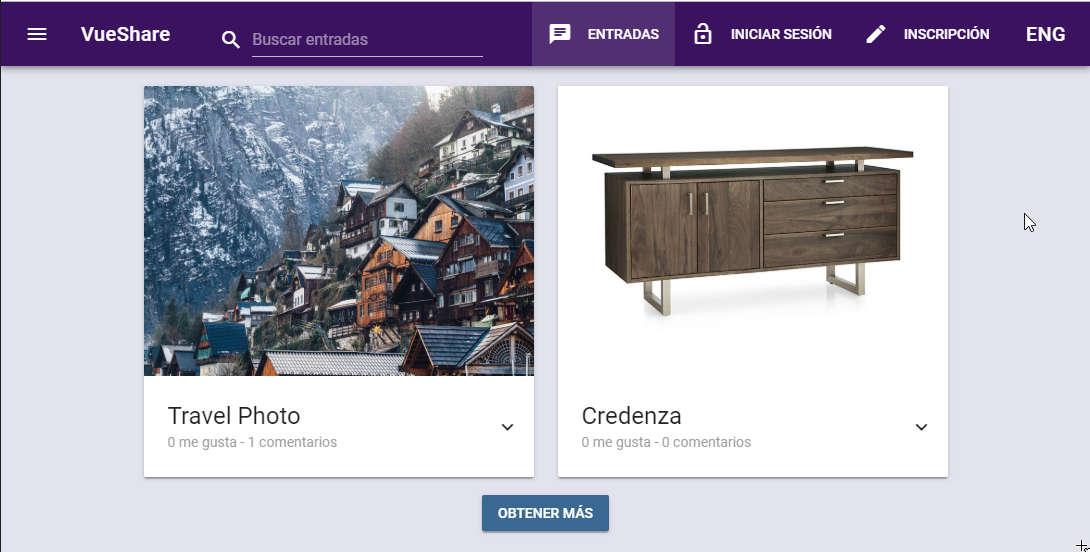 VueShare
Buscar entradas
ENTRADAS
INICIAR SESIÓN
INSCRIPCIÓN
ENG
Travel Photo
0 me gusta - 1 comentarios
Credenza
0 me gusta - 0 comentarios
OBTENER MÁS